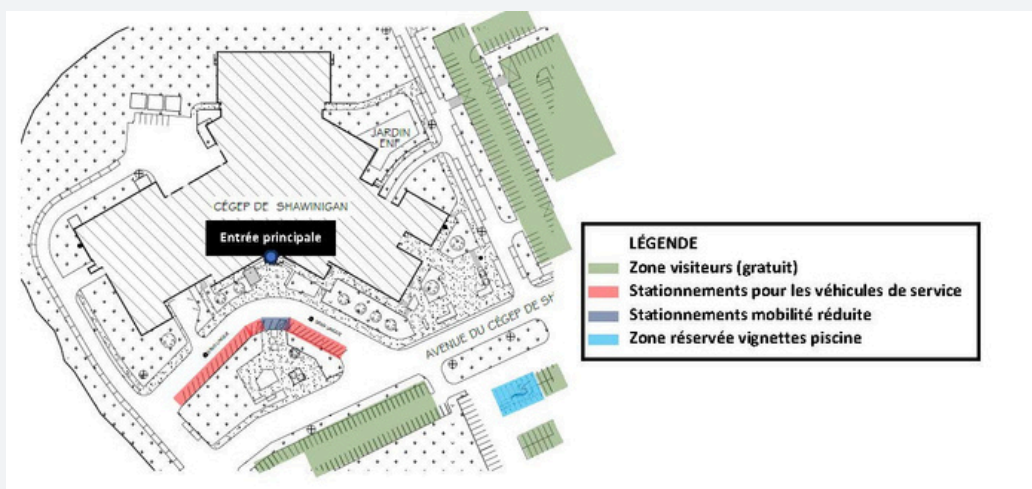 JARDIN
ENF
CÉGEP DE SHAWINIGAN
Entrée principale
AVENUE DU CÉGEP DE SH
LÉGENDE
Zone visiteurs (gratuit)
Stationnements pour les véhicules de service
Stationnements mobilité réduite
Zone réservée vignettes piscine